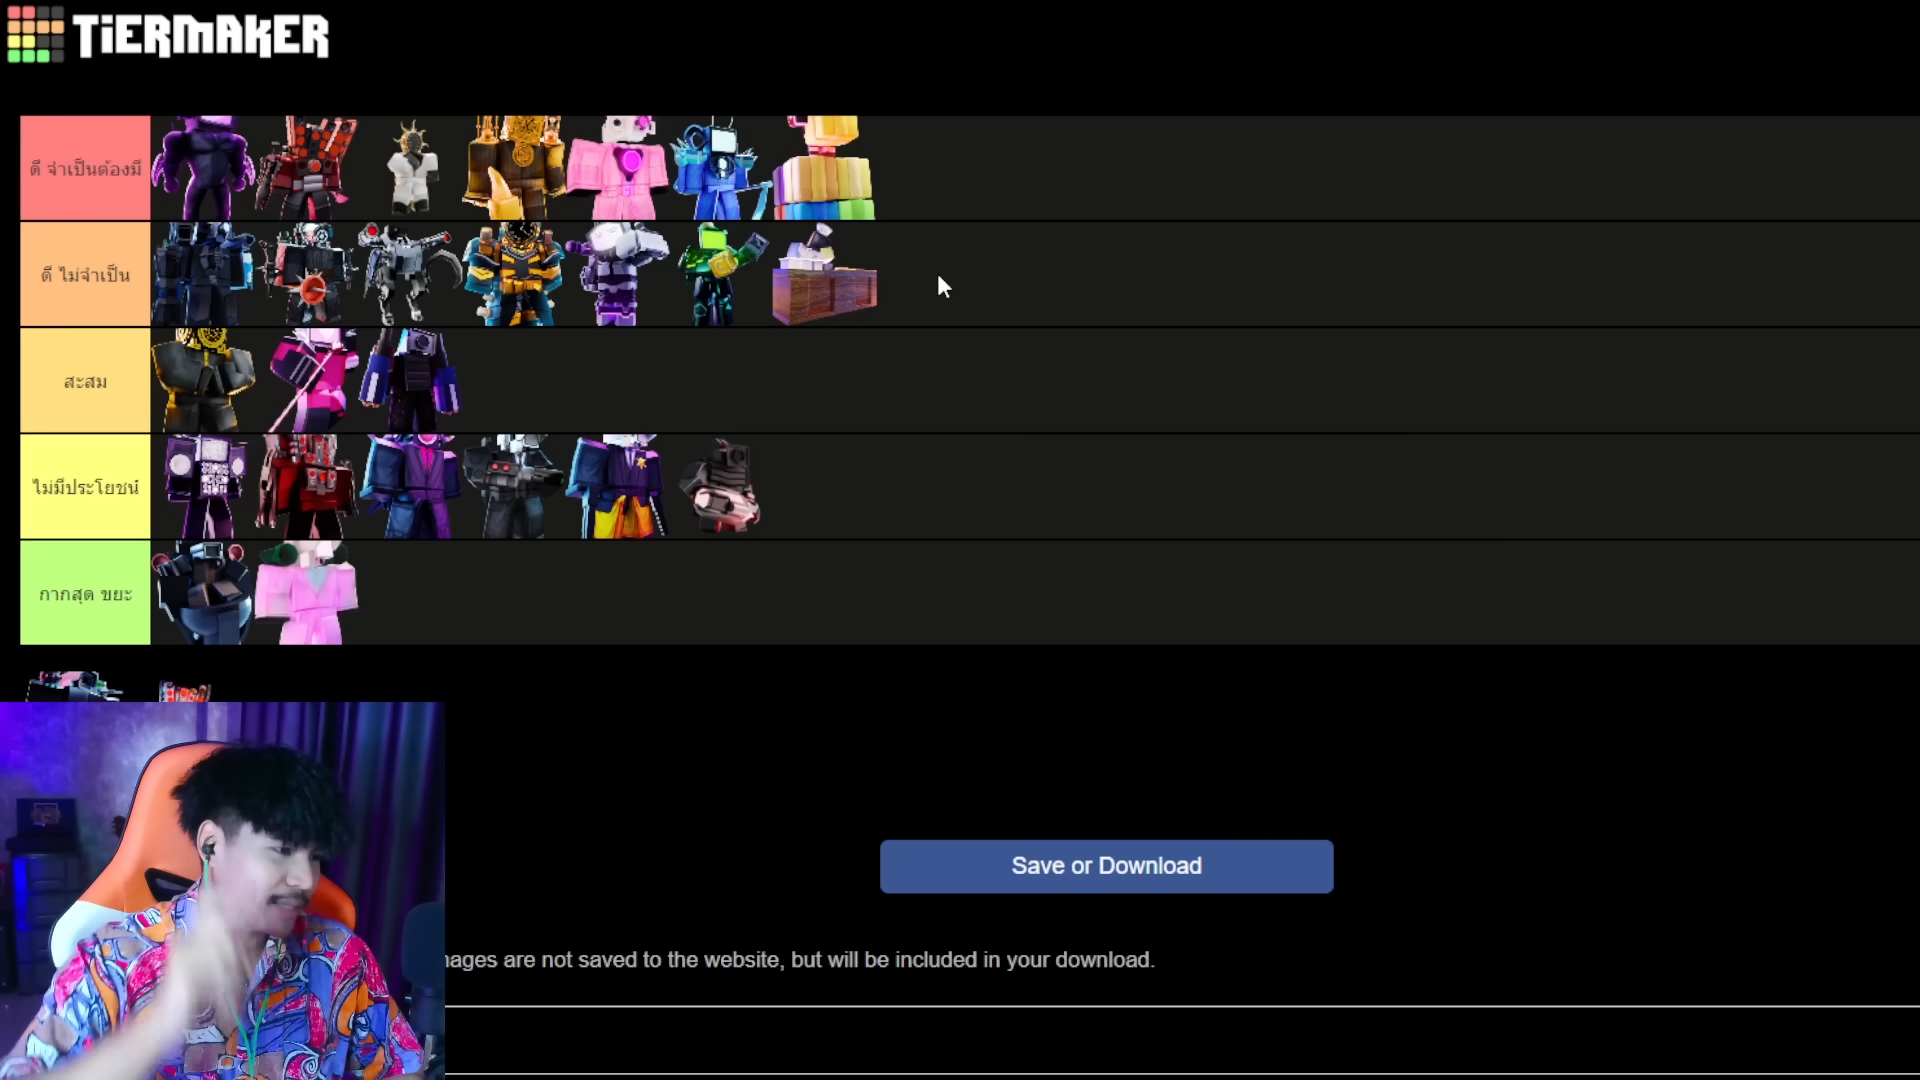 TiERMAKER
ดี จำเป็นต้องมี
ดี ไม่จำเป็น
สะสม
ไม่มีประโยชน์
กากสุด ขยะ
Save or Download
ages are not saved to the website, but will be included in your download.